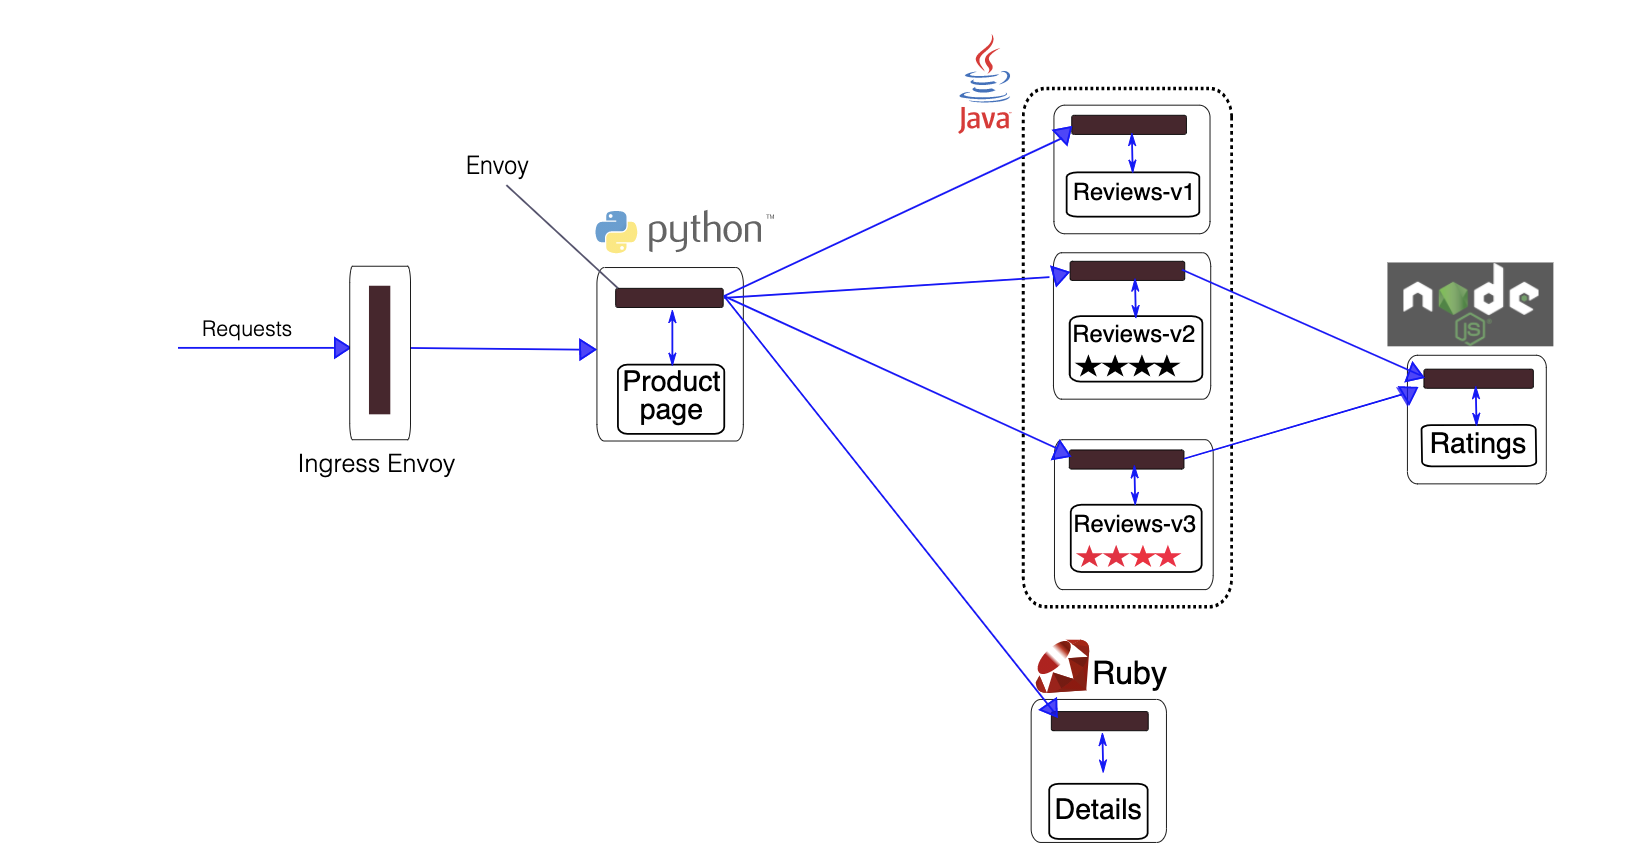 Java
Envoy
python™
Reviews-v1
Requests
Product
page
Reviews-v2
node
JS
Ratings
Ingress Envoy
Reviews-v3
Ruby
Details